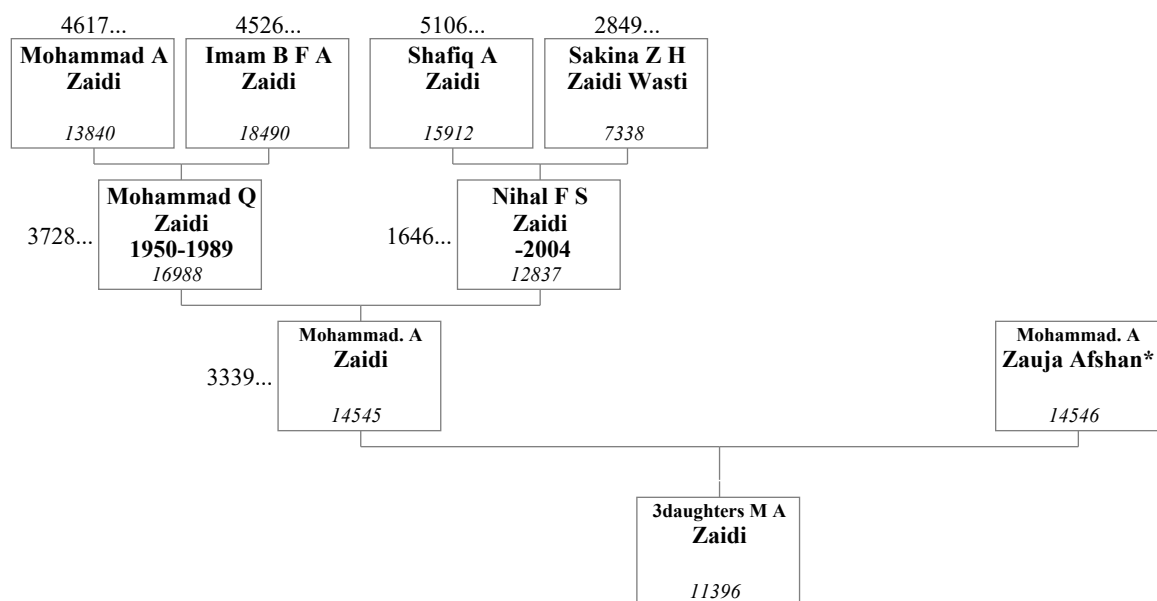 4617...
4526...
5106...
2849...
Mohammad A
Zaidi
13840
Imam B F A
Zaidi
18490
Shafiq A
Zaidi
15912
Sakina Z H
Zaidi Wasti
7338
3728...
Mohammad Q
Zaidi
1950-1989
16988
1646...
Nihal F S
Zaidi
-2004
12837
3339...
Mohammad. A
Zaidi
14545
Mohammad. A
Zauja Afshan*
14546
3daughters M A
Zaidi
11396